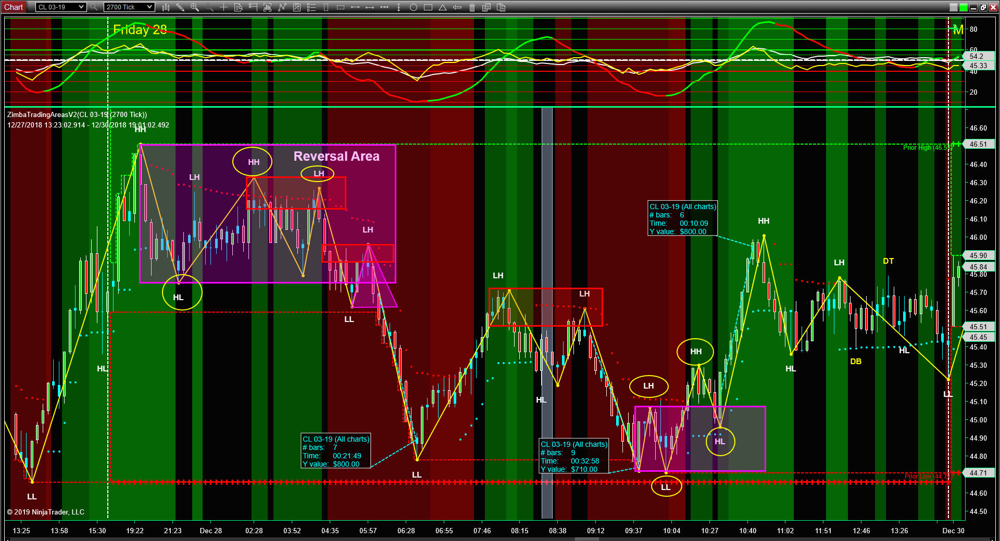 Chart
CL 03-19
2700 Tick
Friday 28
M
80
60
54.2
45.33
40
20
ZimbaTradingAreasV2(CL 03-19 (2700 Tick))
12/27/2018 13:23:02.914 - 12/30/2018 19:01:02.492
HH
46.60
46.51
Prior High (46.51)
Reversal Area
HH
LH
LH
46.40
46.30
46.20
46.10
46.00
CL 03-19 (All charts)
# bars: 6
Time: 00:10:09
Y value: $800.00
HH
LH
45.90
45.84
45.80
LH
DT
LH
HL
LH
45.70
45.60
45.51
45.45
45.40
LL
HL
HH
HL
DB
HL
45.30
45.20
LH
HL
LL
45.10
45.00
CL 03-19 (All charts)
# bars: 7
Time: 00:21:49
Y value: $800.00
CL 03-19 (All charts)
# bars: 9
Time: 00:32:58
Y value: $710.00
HL
44.90
44.80
44.71
Prior Low (44.71)
LL
LL
LL
44.60
44.50
© 2019 NinjaTrader, LLC
13:25 13:58 15:30 19:22 21:23 Dec 28 02:28 03:52 04:35 05:57 06:28 06:55 07:46 08:15 08:38 09:12 09:37 10:04 10:27 10:40 11:02 11:51 12:46 13:26 Dec 30